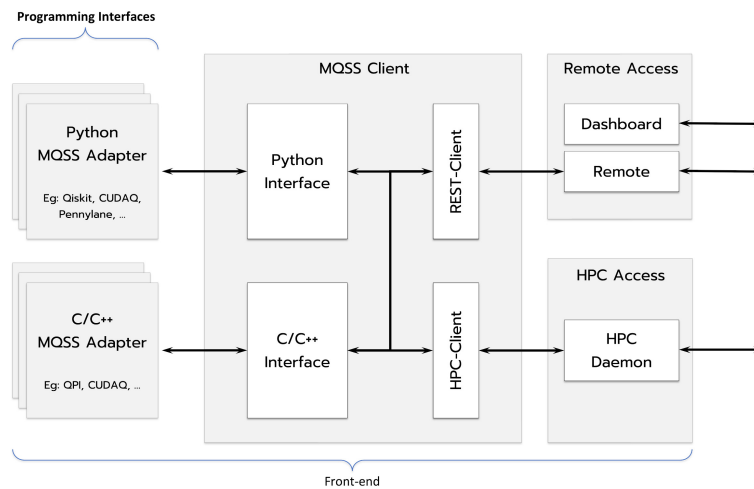 Programming Interfaces
MQSS Client
Remote Access
Python
MQSS Adapter
Eg: Qiskit, CUDAQ,
Pennylane, ...
Python
Interface
REST-Client
Dashboard
Remote
HPC Access
C/C++
MQSS Adapter
Eg: QPI, CUDAQ, ...
C/C++
Interface
HPC-Client
HPC
Daemon
Front-end